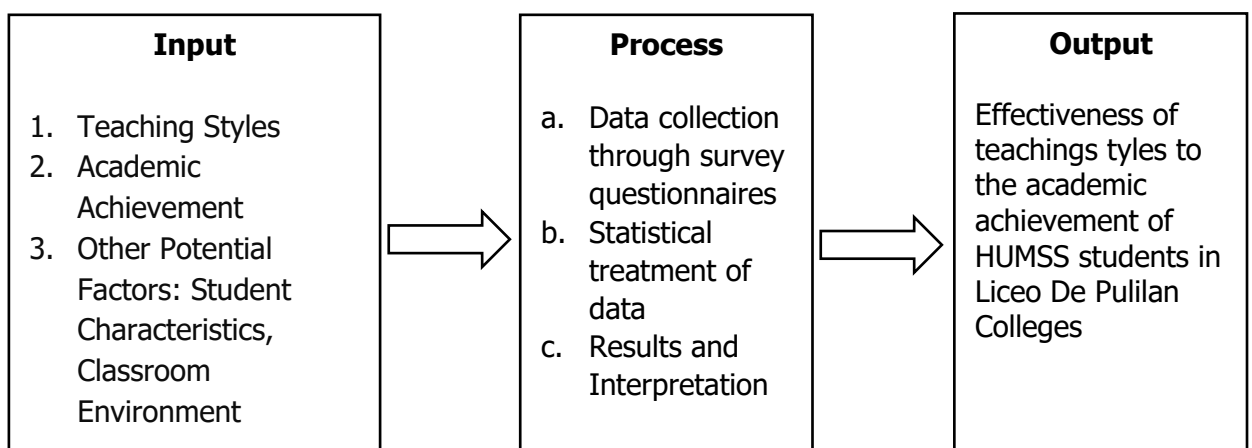 Input
1. Teaching Styles
2. Academic
Achievement
3. Other Potential
Factors: Student
Characteristics,
Classroom
Environment
Process
a. Data collection
through survey
questionnaires
b. Statistical
treatment of
data
c. Results and
Interpretation
Output
Effectiveness of
teachings tyles to
the academic
achievement of
HUMSS students in
Liceo De Pulilan
Colleges